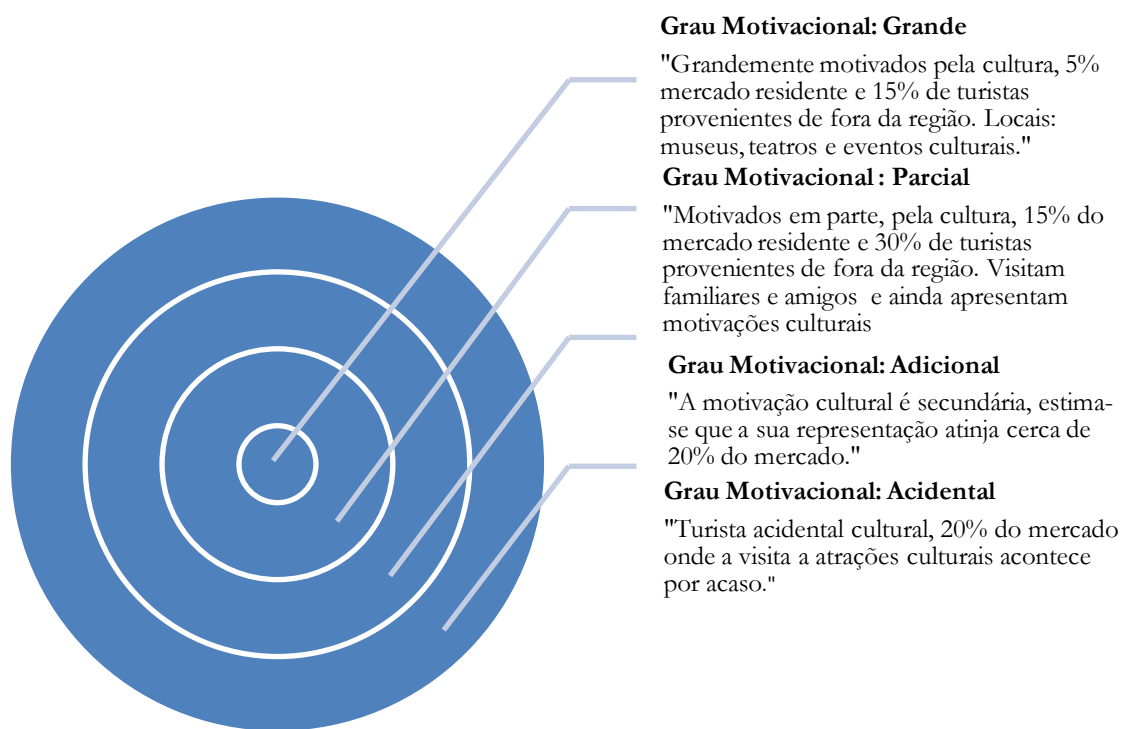 Grau Motivacional: Grande
"Grandemente motivados pela cultura, 5%
mercado residente e 15% de turistas
provenientes de fora da região. Locais:
museus, teatros e eventos culturais."
Grau Motivacional : Parcial
"Motivados em parte, pela cultura, 15% do
mercado residente e 30% de turistas
provenientes de fora da região. Visitam
familiares e amigos e ainda apresentam
motivações culturais
Grau Motivacional: Adicional
"A motivação cultural é secundária, estima-
se que a sua representação atinja cerca de
20% do mercado."
Grau Motivacional: Acidental
"Turista acidental cultural, 20% do mercado
onde a visita a atrações culturais acontece
por acaso."